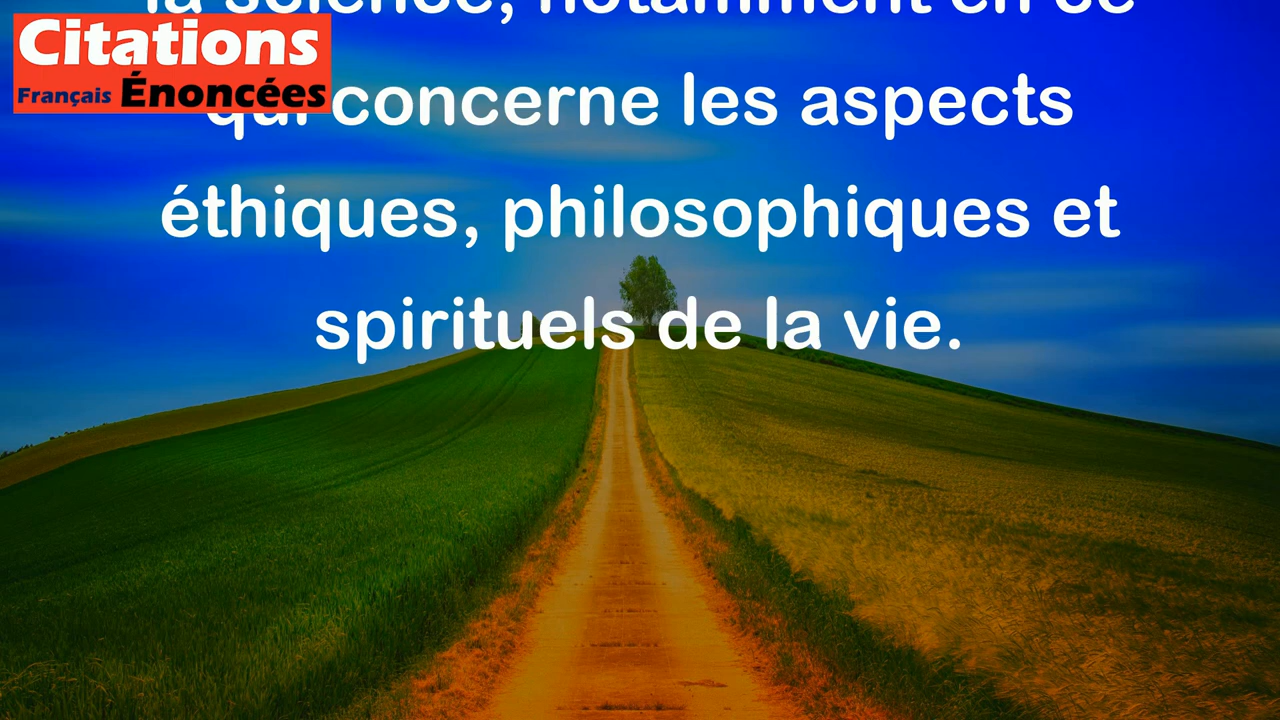 la science, notamment en ce
Citations
Français Énoncées
qui concerne les aspects
éthiques, philosophiques et
spirituels de la vie.